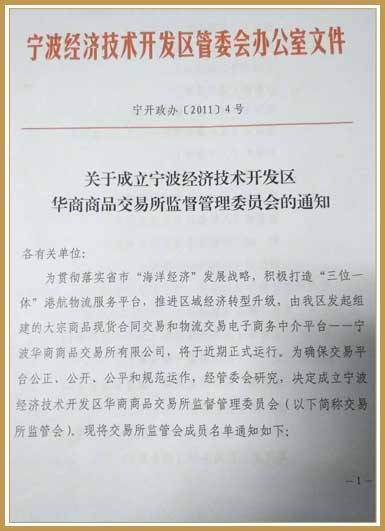 宁波经济技术开发区管委会办公室文件
宁开政办〔2011〕4号
关于成立宁波经济技术开发区
华商商品交易所监督管理委员会的通知
各有关单位：
为贯彻落实省市“海洋经济”发展战略，积极打造“三位一
体”港航物流服务平台，推进区域经济转型升级，由我区发起组
建的大宗商品现货合同交易和物流交易电子商务中介平台——宁
波华商商品交易所有限公司，将于近期正式运行。为确保交易平
台公正、公开、公平和规范运作，经管委会研究，决定成立宁波
经济技术开发区华商商品交易所监督管理委员会（以下简称交易
所监管会）。现将交易所监管会成员名单通知如下：
—1—